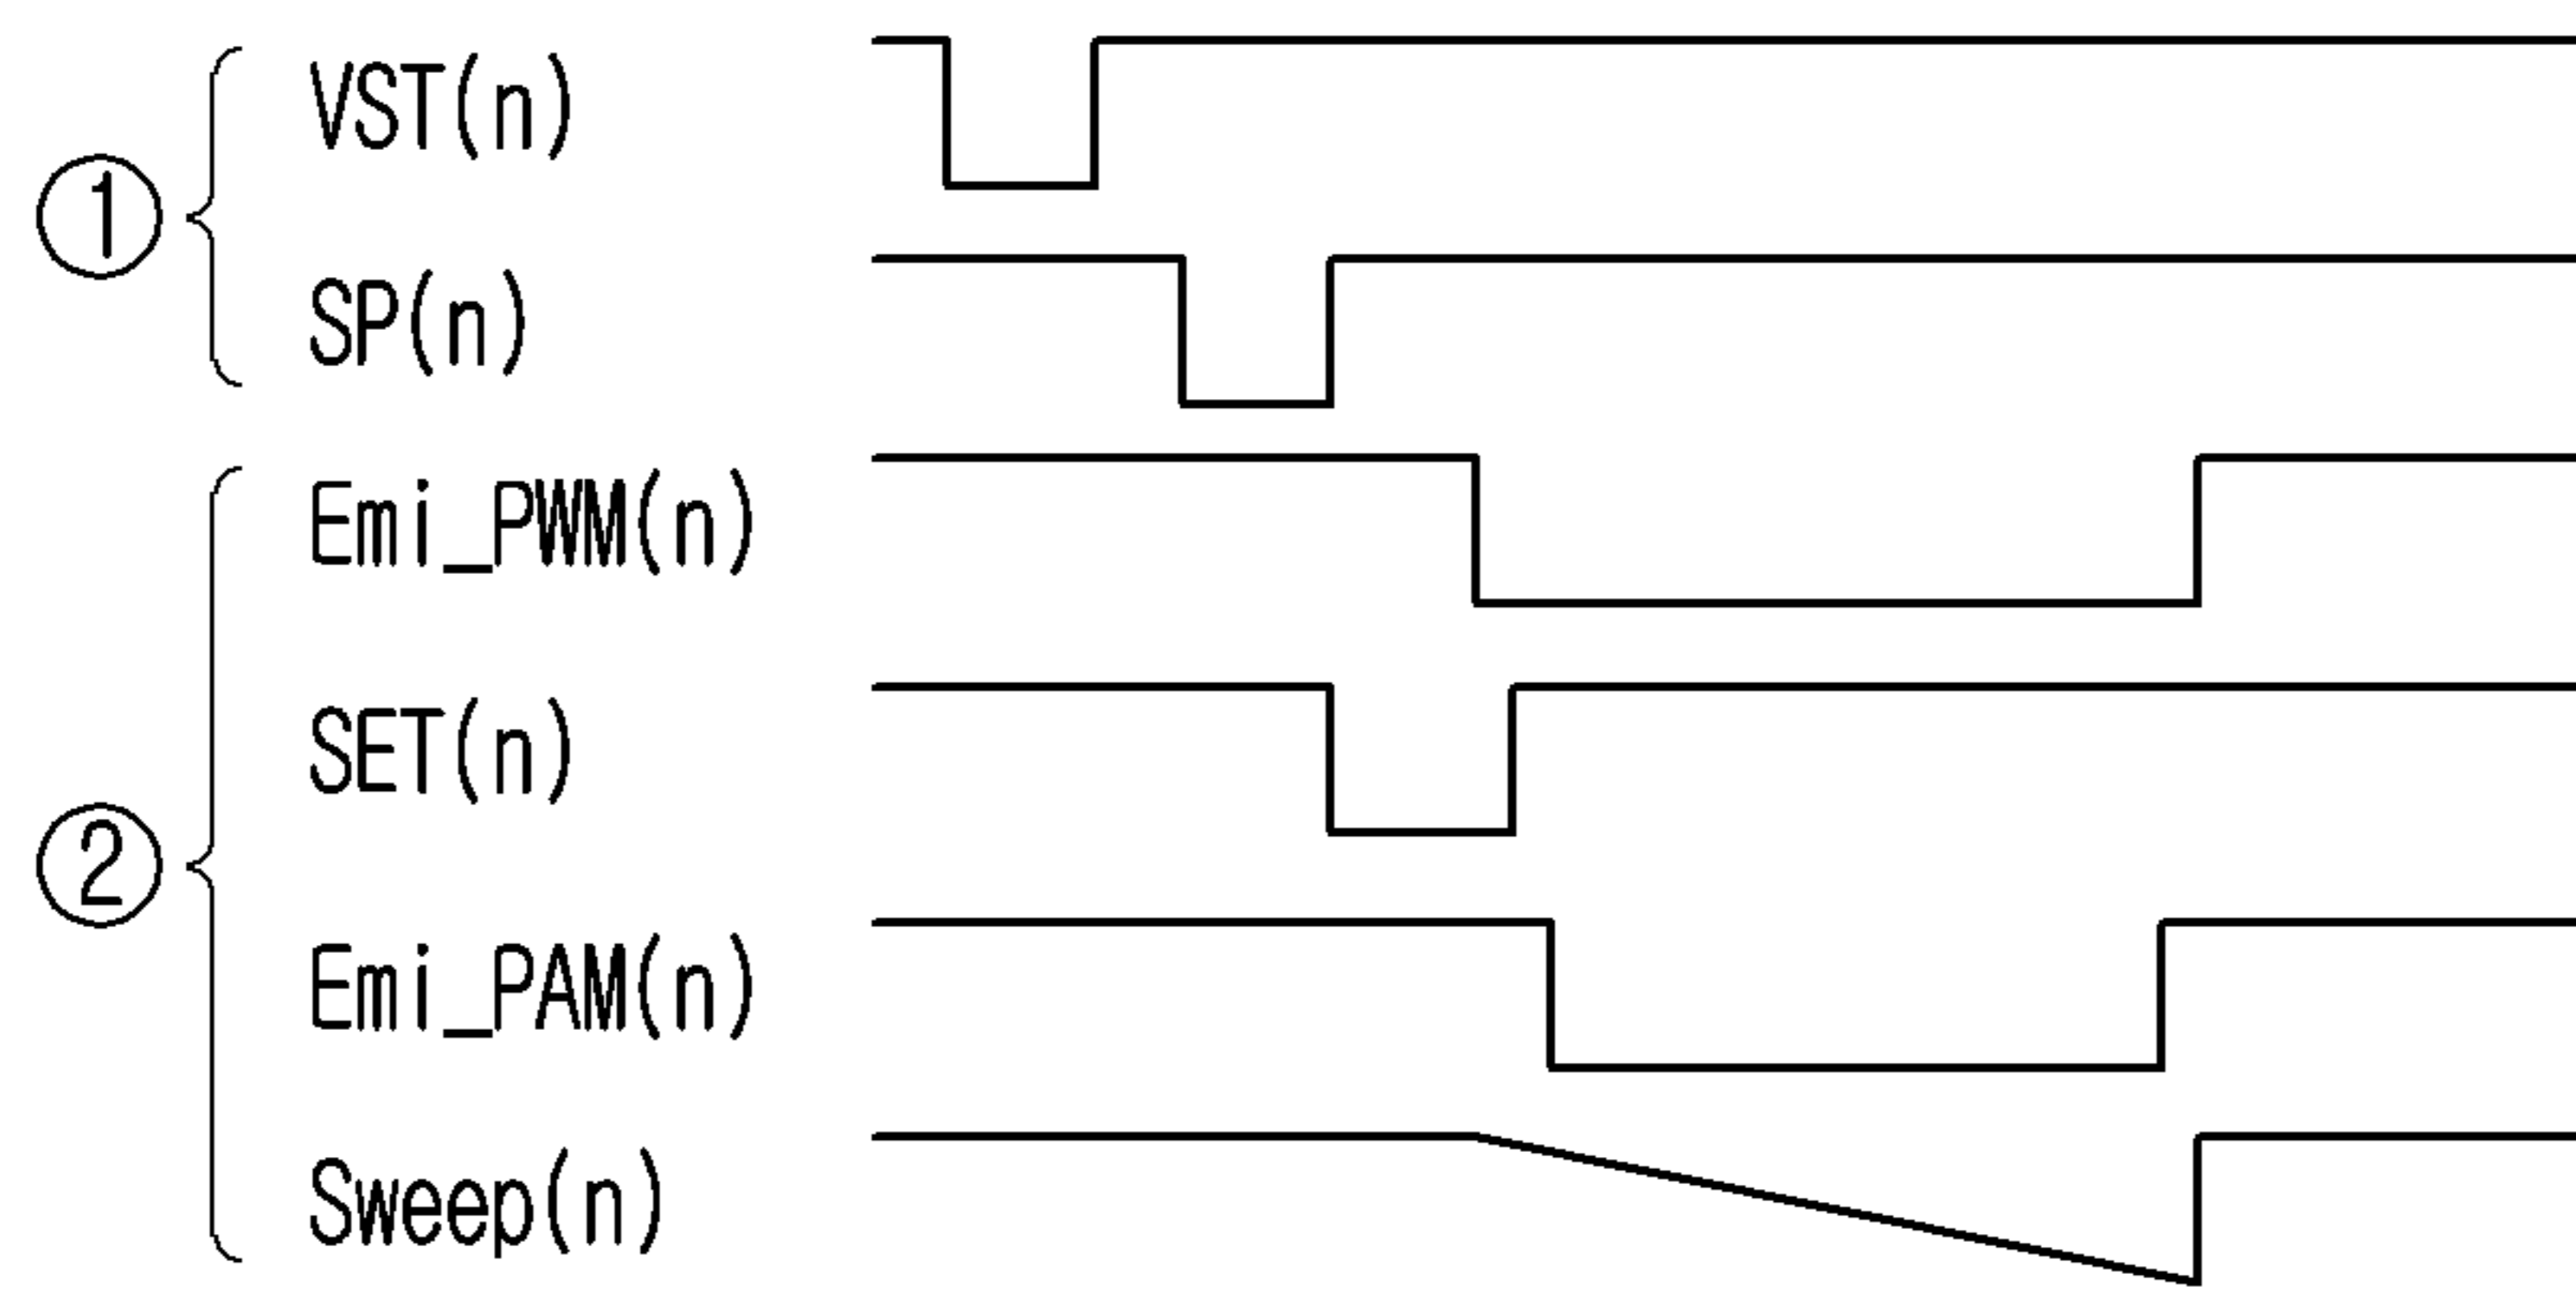 ①
VST(n)
SP(n)
②
Emi_PWM(n)
SET(n)
Emi_PAM(n)
Sweep(n)